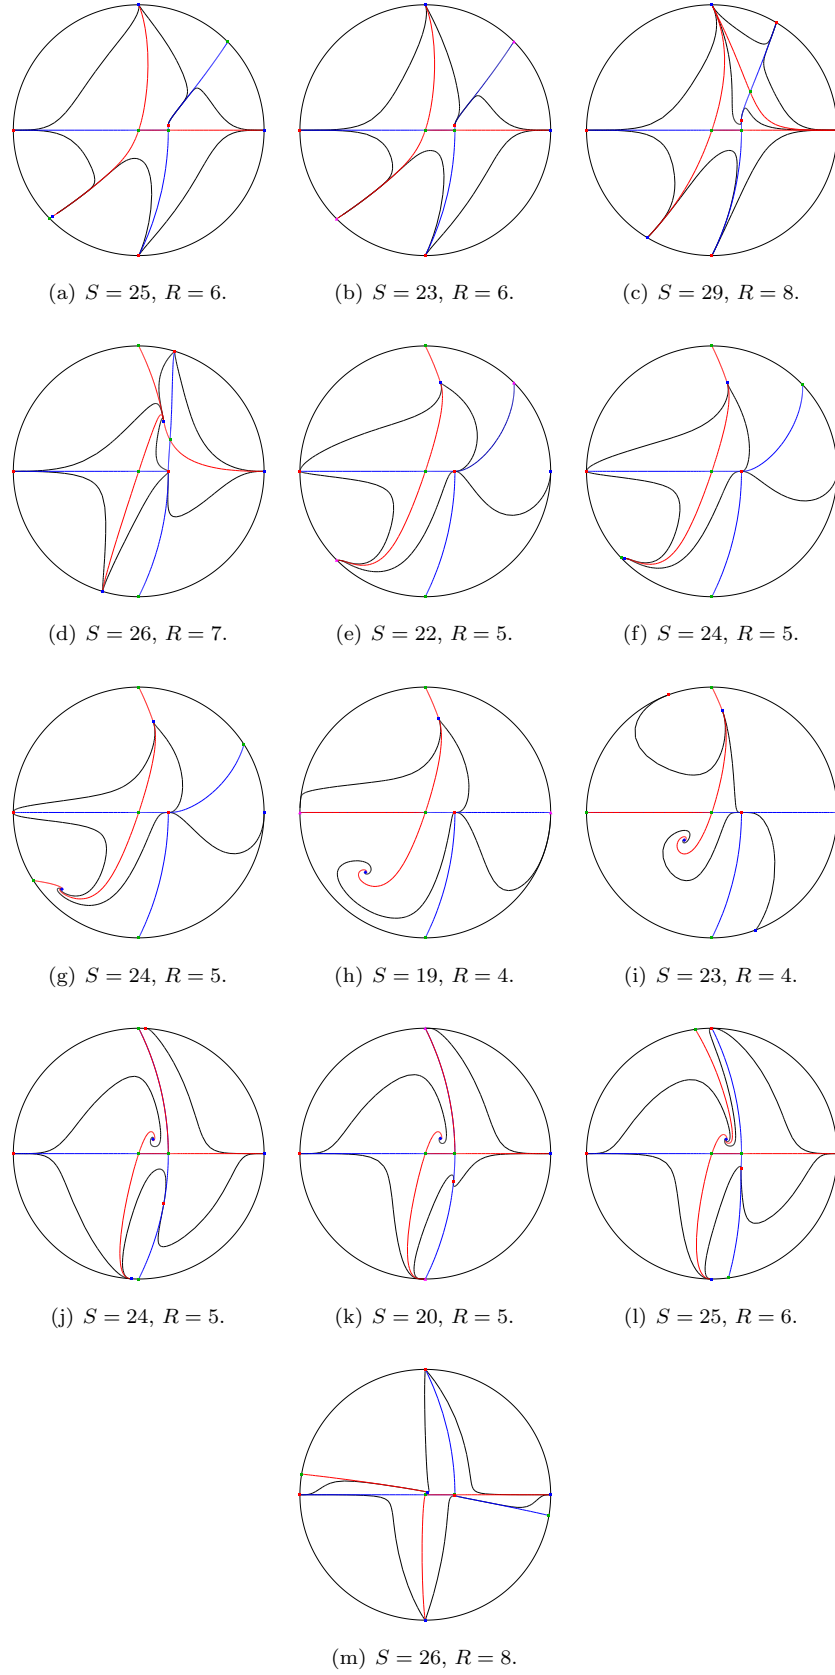 (a) S = 25, R = 6.
(b) S = 23, R = 6.
(c) S = 29, R = 8.
(d) S = 26, R = 7.
(e) S = 22, R = 5.
(f) S = 24, R = 5.
(g) S = 24, R = 5.
(h) S = 19, R = 4.
(i) S = 23, R = 4.
(j) S = 24, R = 5.
(k) S = 20, R = 5.
(l) S = 25, R = 6.
(m) S = 26, R = 8.